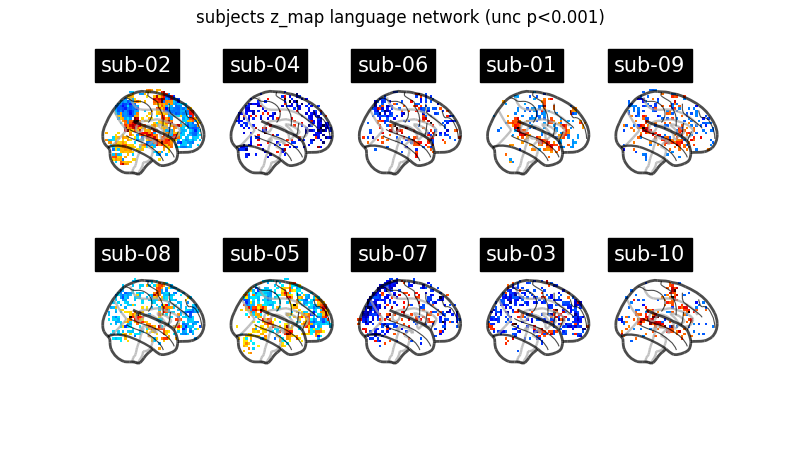 subjects z_map language network (unc p<0.001)
sub-02 sub-04 sub-06 sub-01 sub-09
sub-08 sub-05 sub-07 sub-03 sub-10